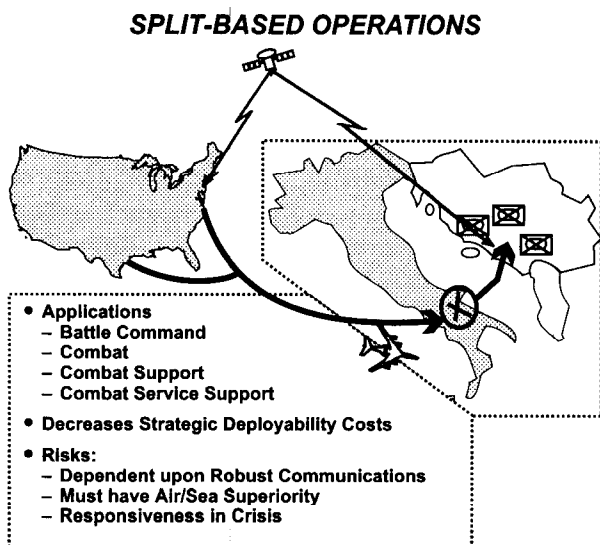 SPLIT-BASED OPERATIONS
• Applications
– Battle Command
– Combat
– Combat Support
– Combat Service Support
• Decreases Strategic Deployability Costs
• Risks:
– Dependent upon Robust Communications
– Must have Air/Sea Superiority
– Responsiveness in Crisis